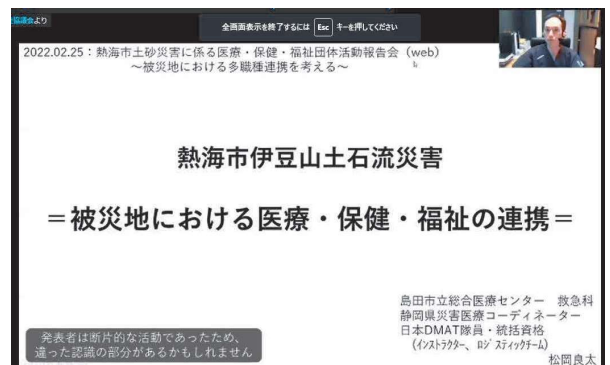 協議会より
全画面表示を終了するには Esc キーを押してください
2022.02.25：熱海市土砂災害に係る医療・保健・福祉団体活動報告会（web）
～被災地における多職種連携を考える～
熱海市伊豆山土石流災害
＝被災地における医療・保健・福祉の連携＝
島田市立総合医療センター　救急科
静岡県災害医療コーディネーター
日本DMAT隊員・統括資格
（ｲﾝｽﾄﾗｸﾀｰ、ﾛｼﾞｽﾃｨｯｸﾁｰﾑ）
松岡良太
発表者は断片的な活動であったため、
違った認識の部分があるかもしれません